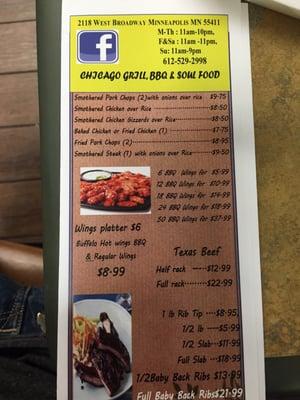 2118 West Broadway Minneapolis MN 55411
f
M-Th : 11am-10pm,
F&Sa : 11am -11pm,
Su: 11am-9pm
612-529-2998
CHICAGO GRILL, BBQ & SOUL FOOD
Smothered Pork Chops (2)with onions over rice $9-75
Smothered Chicken over Rice $8-50
Smothered Chicken Gizzards over Rice $8-50
Baked Chicken or Fried Chicken (1) $7-75
Fried Pork Chops (2) $8-95
Smothered Steak (1) with onions over rice $9-50
6 BBQ Wings for $5-99
12 BBQ Wings for $10-99
18 BBQ Wings for $14-99
24 BBQ Wings for $18-99
50 BBQ Wings for $37-99
Wings platter $6
Buffalo Hot wings BBQ
& Regular Wings
$8-99
Texas Beef
Half rack -----$12-99
Full rack------$22-99
1 lb Rib Tip ----$8-95,
1/2 lb ----$5-99
1/2 Slab---$11-99
Full Slab ---$18-99
1/2Baby Back Ribs $13-99
Full Baby Back Ribs$21-99